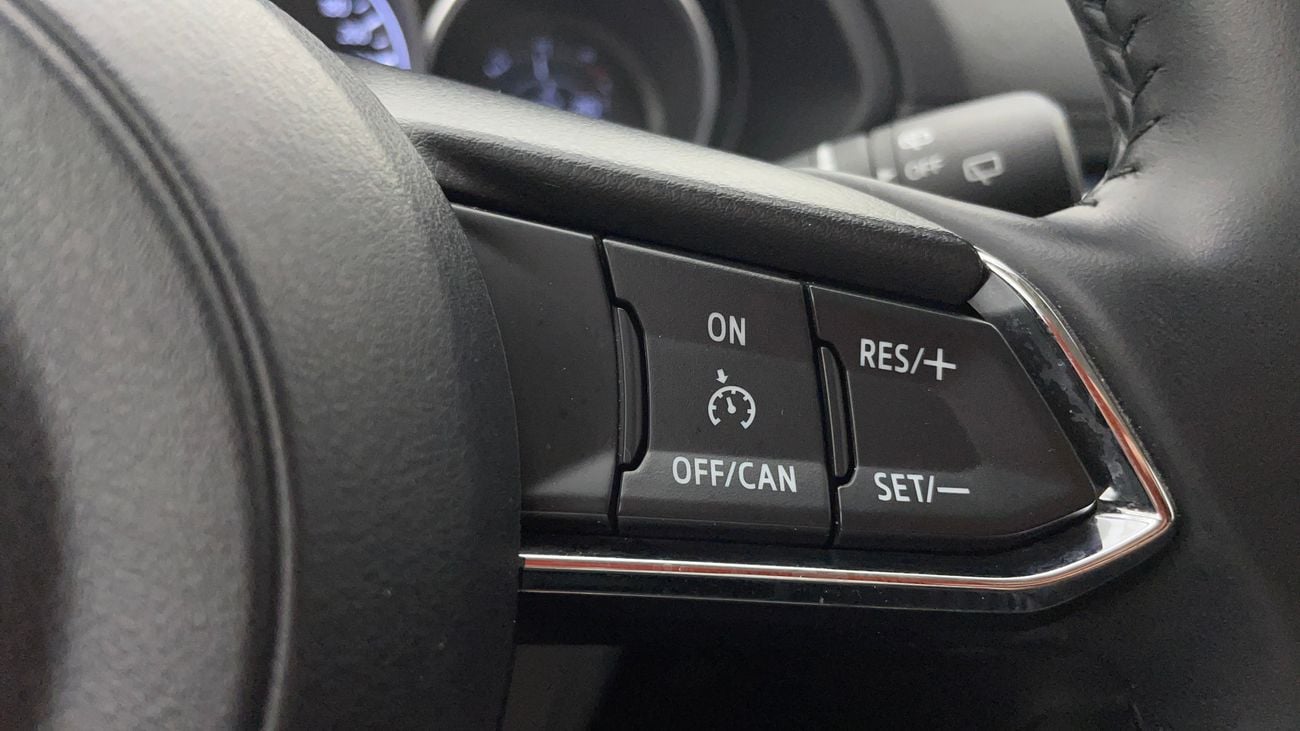 OFF
ON
RES/+
OFF/CAN
SET/−